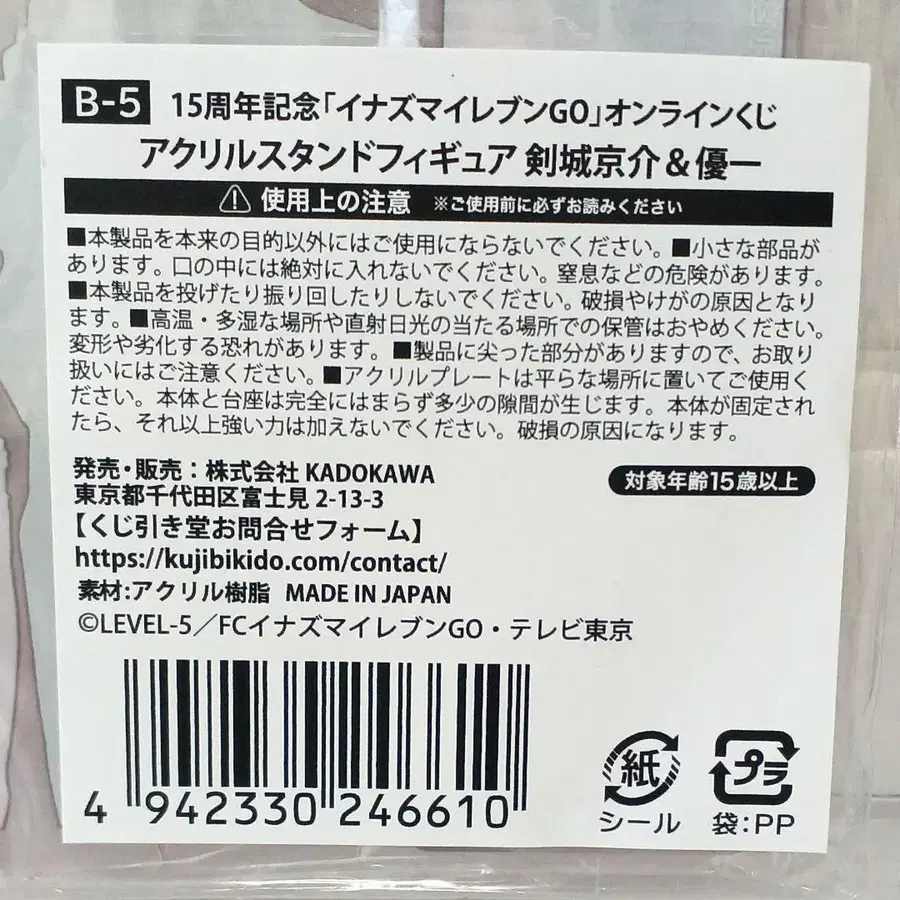 B-5 15周年記念「イナズマイレブンGO」オンラインくじ
アクリルスタンドフィギュア 剣城京介&優一
⚠ 使用上の注意 ※ご使用前に必ずお読みください
■本製品を本来の目的以外にはご使用にならないでください。■小さな部品が
あります。口の中には絶対に入れないでください。窒息などの危険があります。
■本製品を投げたり振り回したりしないでください。破損やけがの原因となり
ます。■高温・多湿な場所や直射日光の当たる場所での保管はおやめください。
変形や劣化する恐れがあります。■製品に尖った部分がありますので、お取り
扱いにはご注意ください。■アクリルプレートは平らな場所に置いてご使用く
ださい。本体と台座は完全にはまらず多少の隙間が生じます。本体が固定され
たら、それ以上強い力は加えないでください。破損の原因になります。
発売・販売：株式会社 KADOKAWA
東京都千代田区富士見 2-13-3
対象年齢15歳以上
【くじ引き堂お問合せフォーム】
https://kujibikido.com/contact/
素材:アクリル樹脂 MADE IN JAPAN
©LEVEL-5／FCイナズマイレブンGO・テレビ東京
4 942330 246610
紙
シール
プラ
袋:PP